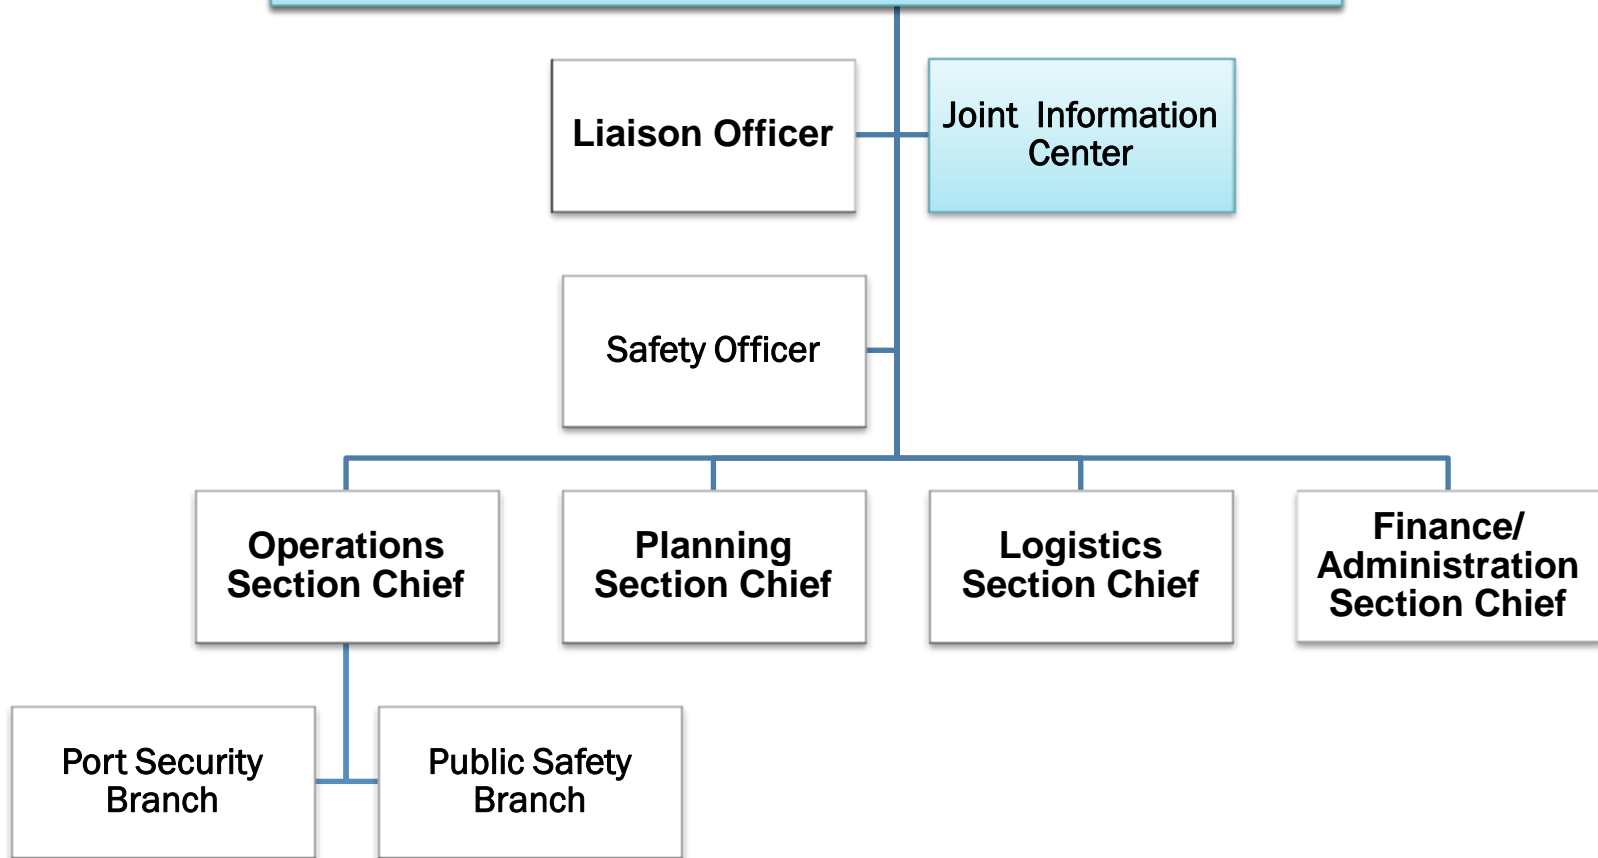 Liaison Officer
Joint Information
Center
Safety Officer
Operations
Section Chief
Planning
Section Chief
Logistics
Section Chief
Finance/
Administration
Section Chief
Port Security
Branch
Public Safety
Branch